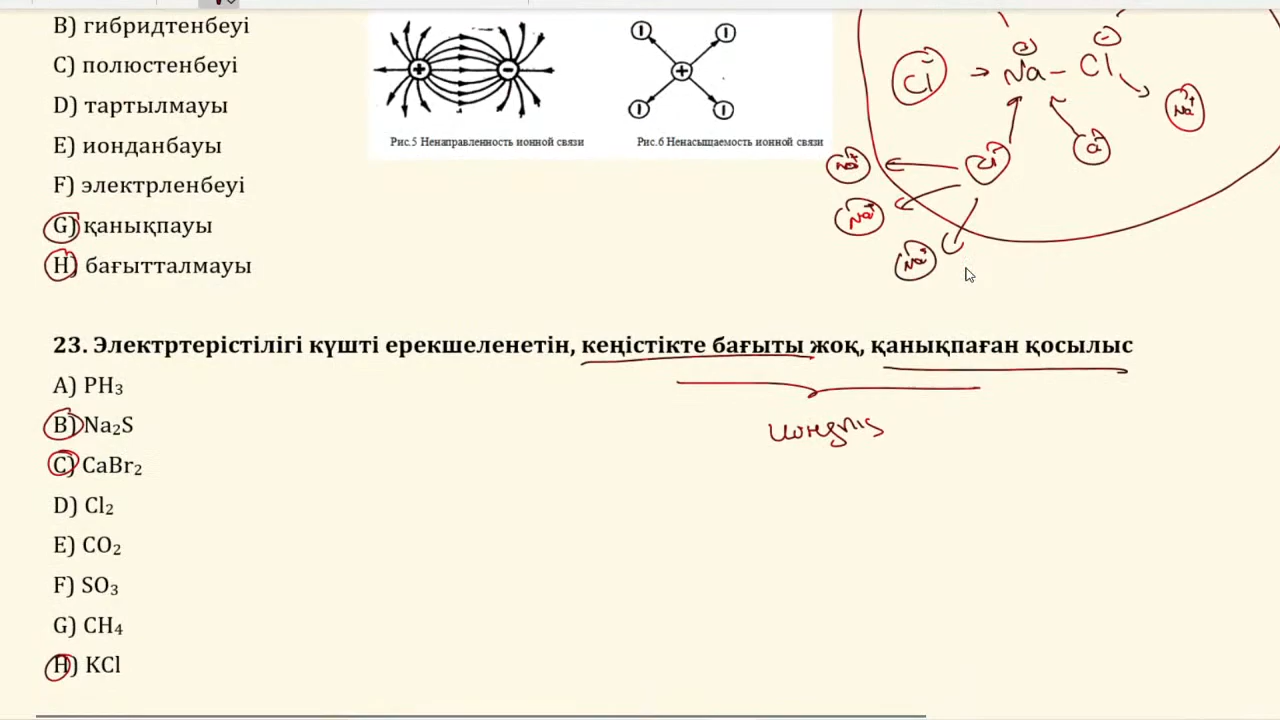 B) гибридтенбеуі
C) полюстенбеуі
D) тартылмауы
E) ионданбауы
F) электрленбеуі
G) қанықпауы
H) бағытталмауы
Рис.5 Ненаправленность ионной связи
Рис.6 Ненасыщаемость ионной связи
Cl⁻ Na – Cl
Na⁺
Na⁺ Cl⁻
Na⁺
Na⁺
23. Электртерістілігі күшті ерекшеленетін, кеңістікте бағыты жоқ, қанықпаған қосылыс
A) PH₃
B) Na₂S
C) CaBr₂
D) Cl₂
E) CO₂
F) SO₃
G) CH₄
H) KCl